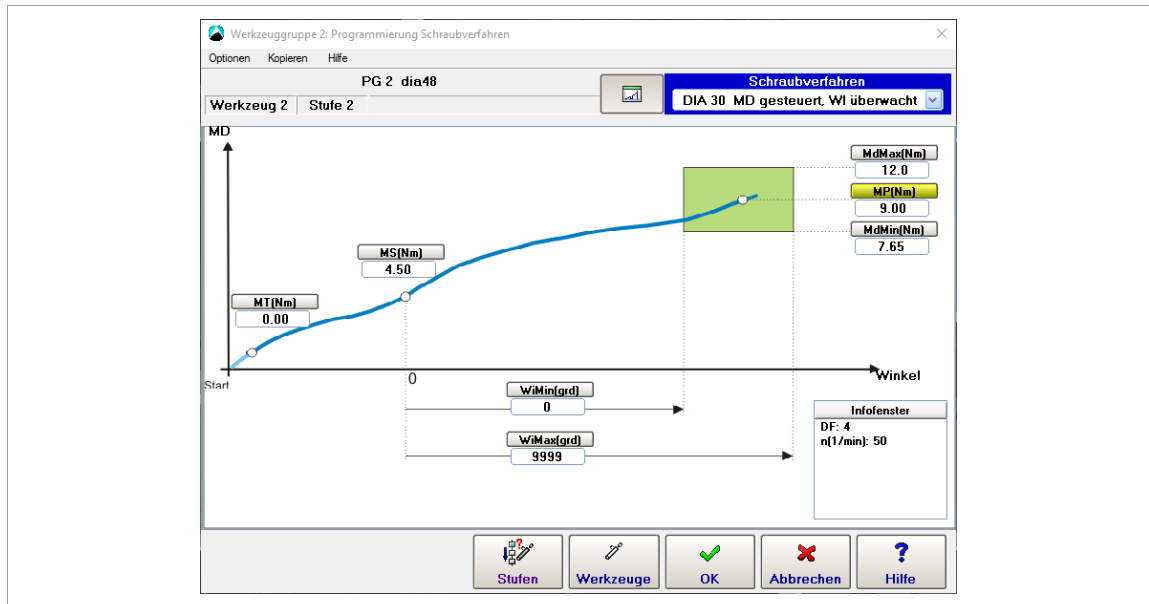 Werkzeuggruppe 2: Programmierung Schraubverfahren
Optionen Kopieren Hilfe
PG 2 dia48
Schraubverfahren
Werkzeug 2 Stufe 2
DIA 30 MD gesteuert, WI überwacht
MD
MdMax(Nm)
12.0
MP(Nm)
9.00
MdMin(Nm)
7.65
MS(Nm)
4.50
MT(Nm)
0.00
Start
0
Winkel
WiMin(grd)
0
WiMax(grd)
9999
Infofenster
DF: 4
n(1/min): 50
Stufen Werkzeuge OK Abbrechen Hilfe